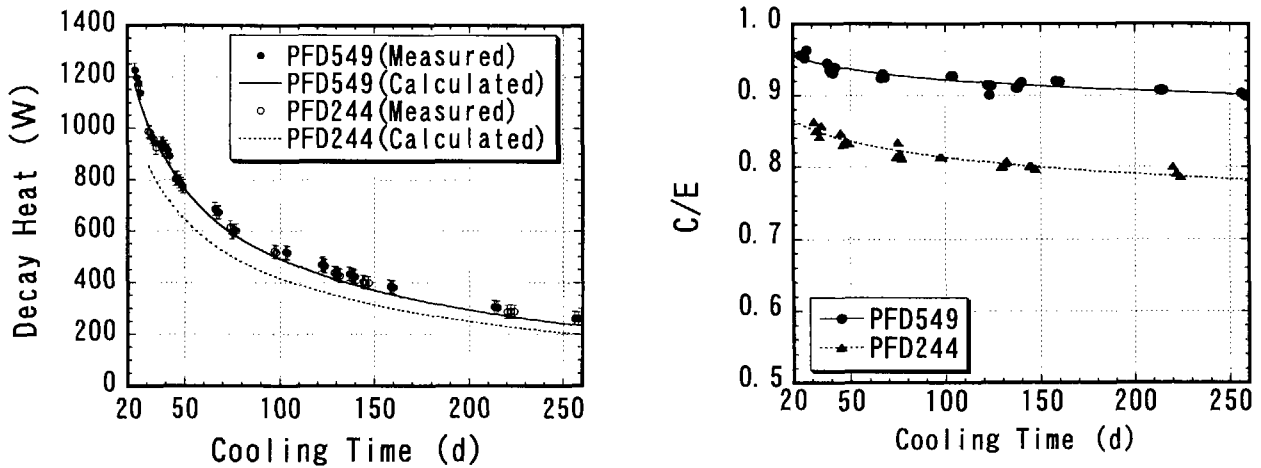 1400
1200
1000
800
600
400
200
0
Decay Heat (W)
PFD549(Measured)
PFD549(Calculated)
PFD244(Measured)
PFD244(Calculated)
20 50 100 150 200 250
Cooling Time (d)
1.0
0.9
0.8
0.7
0.6
0.5
C/E
PFD549
PFD244
20 50 100 150 200 250
Cooling Time (d)